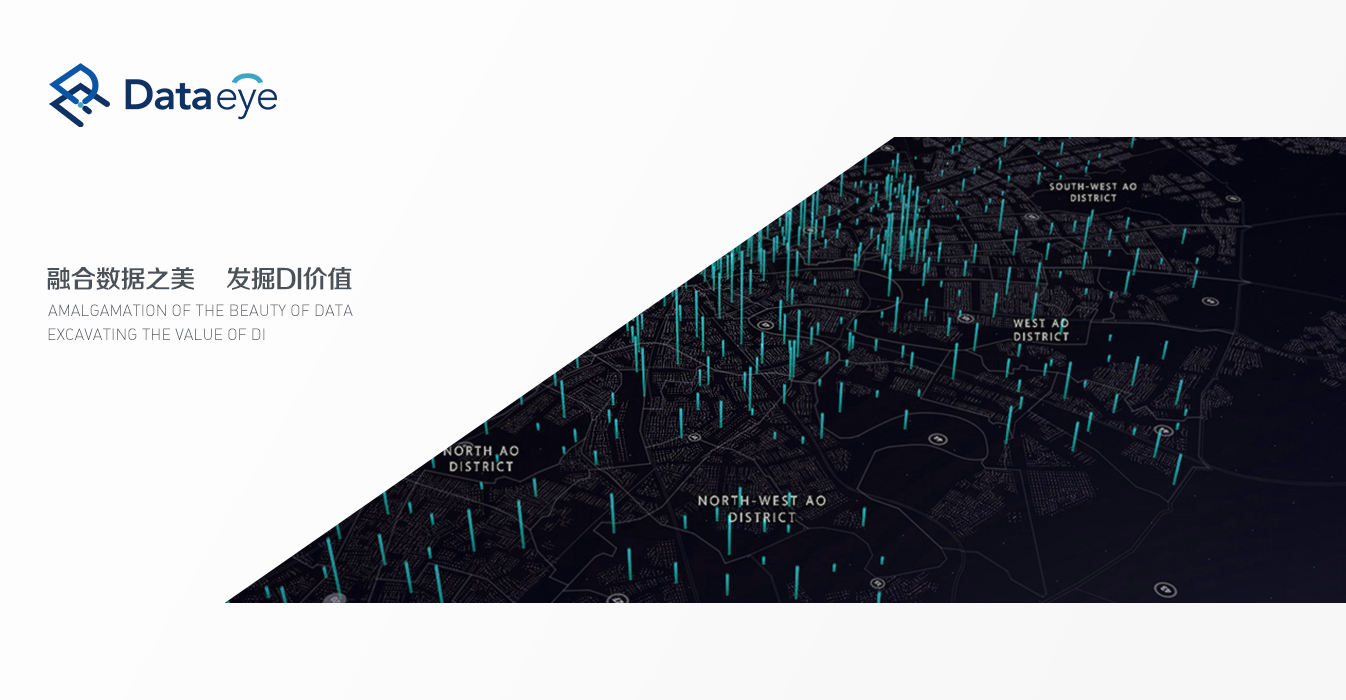 Dataeye
融合数据之美 发掘DI价值
AMALGAMATION OF THE BEAUTY OF DATA
EXCAVATING THE VALUE OF DI
SOUTH-WEST AO
DISTRICT
WEST AO
DISTRICT
NORTH AO
DISTRICT
NORTH-WEST AO
DISTRICT